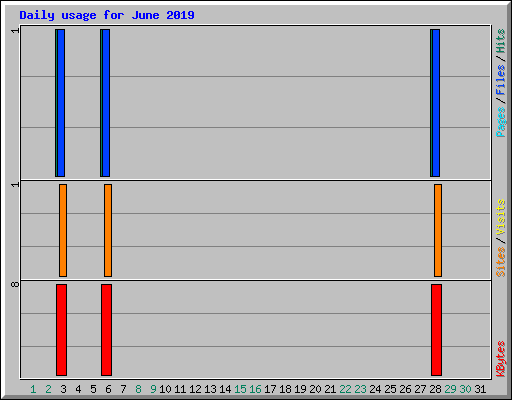 Daily usage for June 2019
1
Pages/Files/Hits
1
Sites/Visits
8
KBytes
1 2 3 4 5 6 7 8 9 10 11 12 13 14 15 16 17 18 19 20 21 22 23 24 25 26 27 28 29 30 31